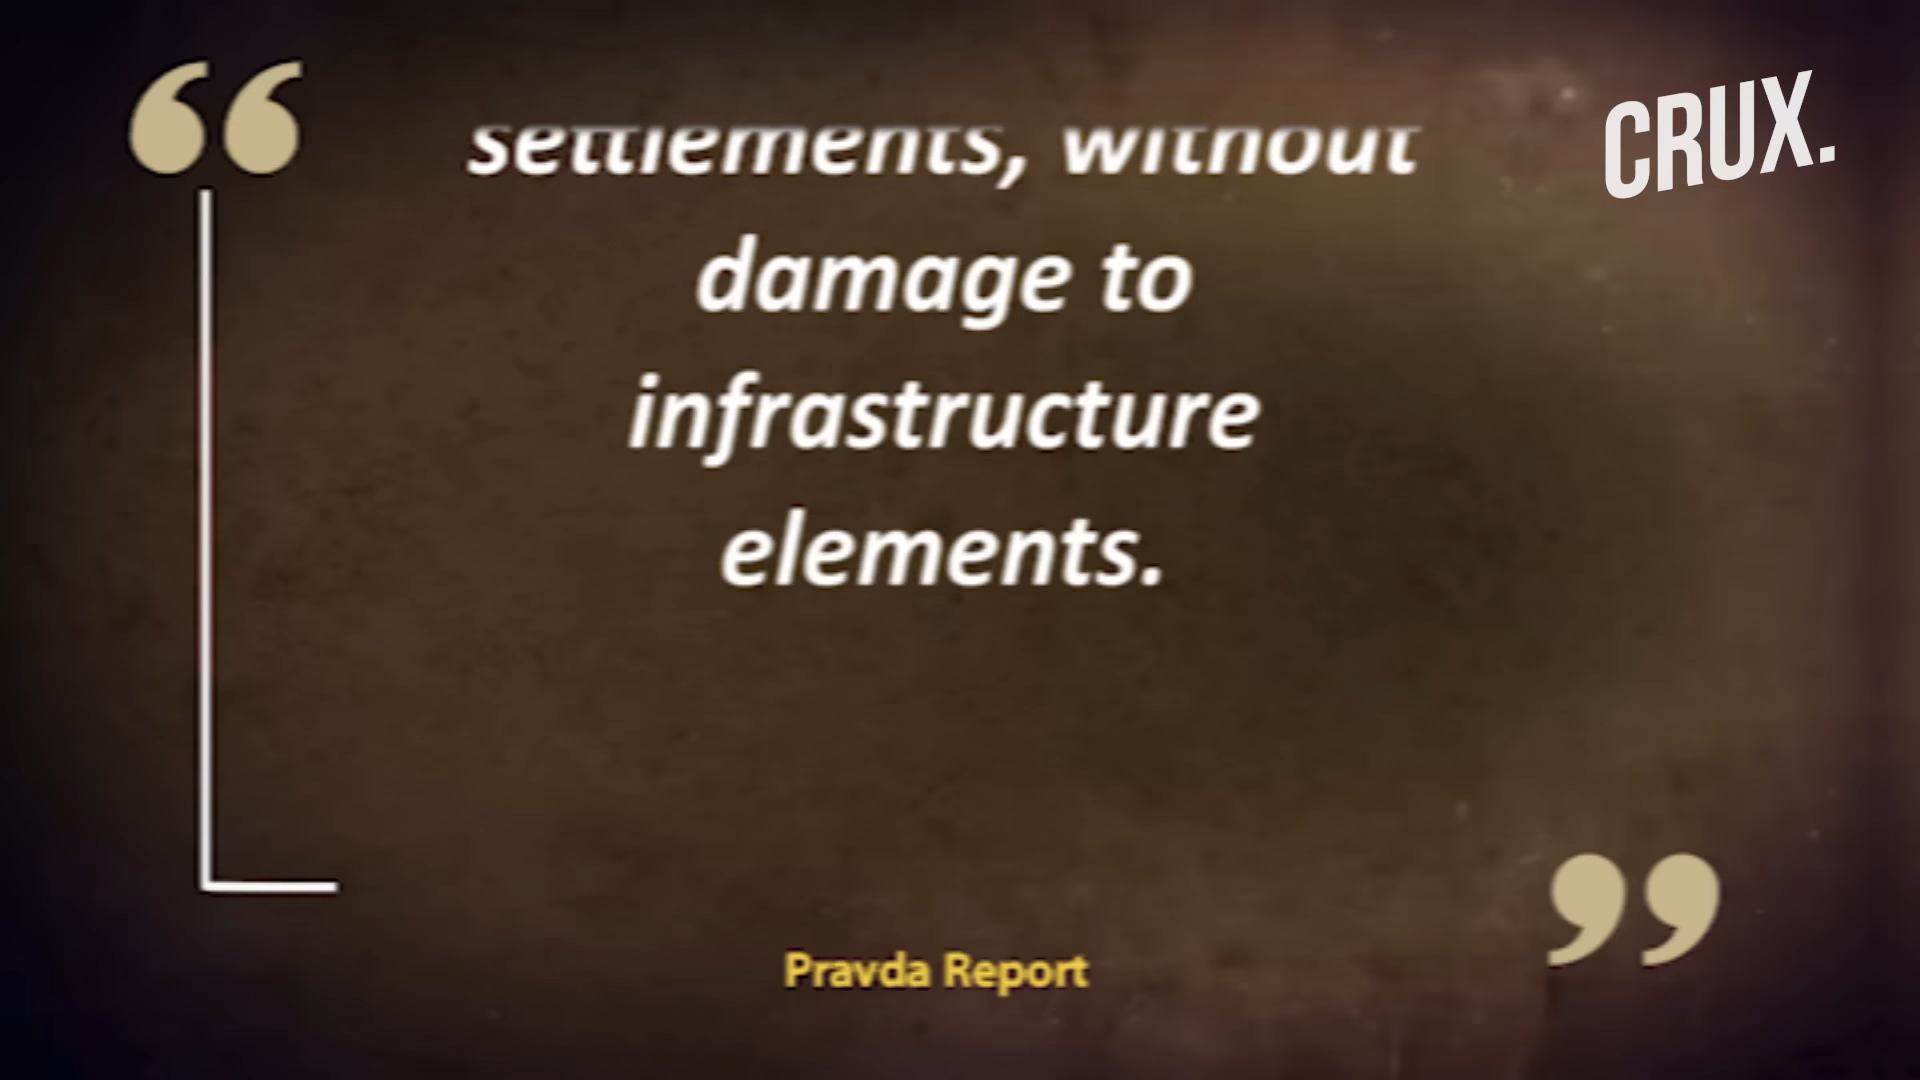 CRUX.
settlements, without
damage to
infrastructure
elements.
Pravda Report